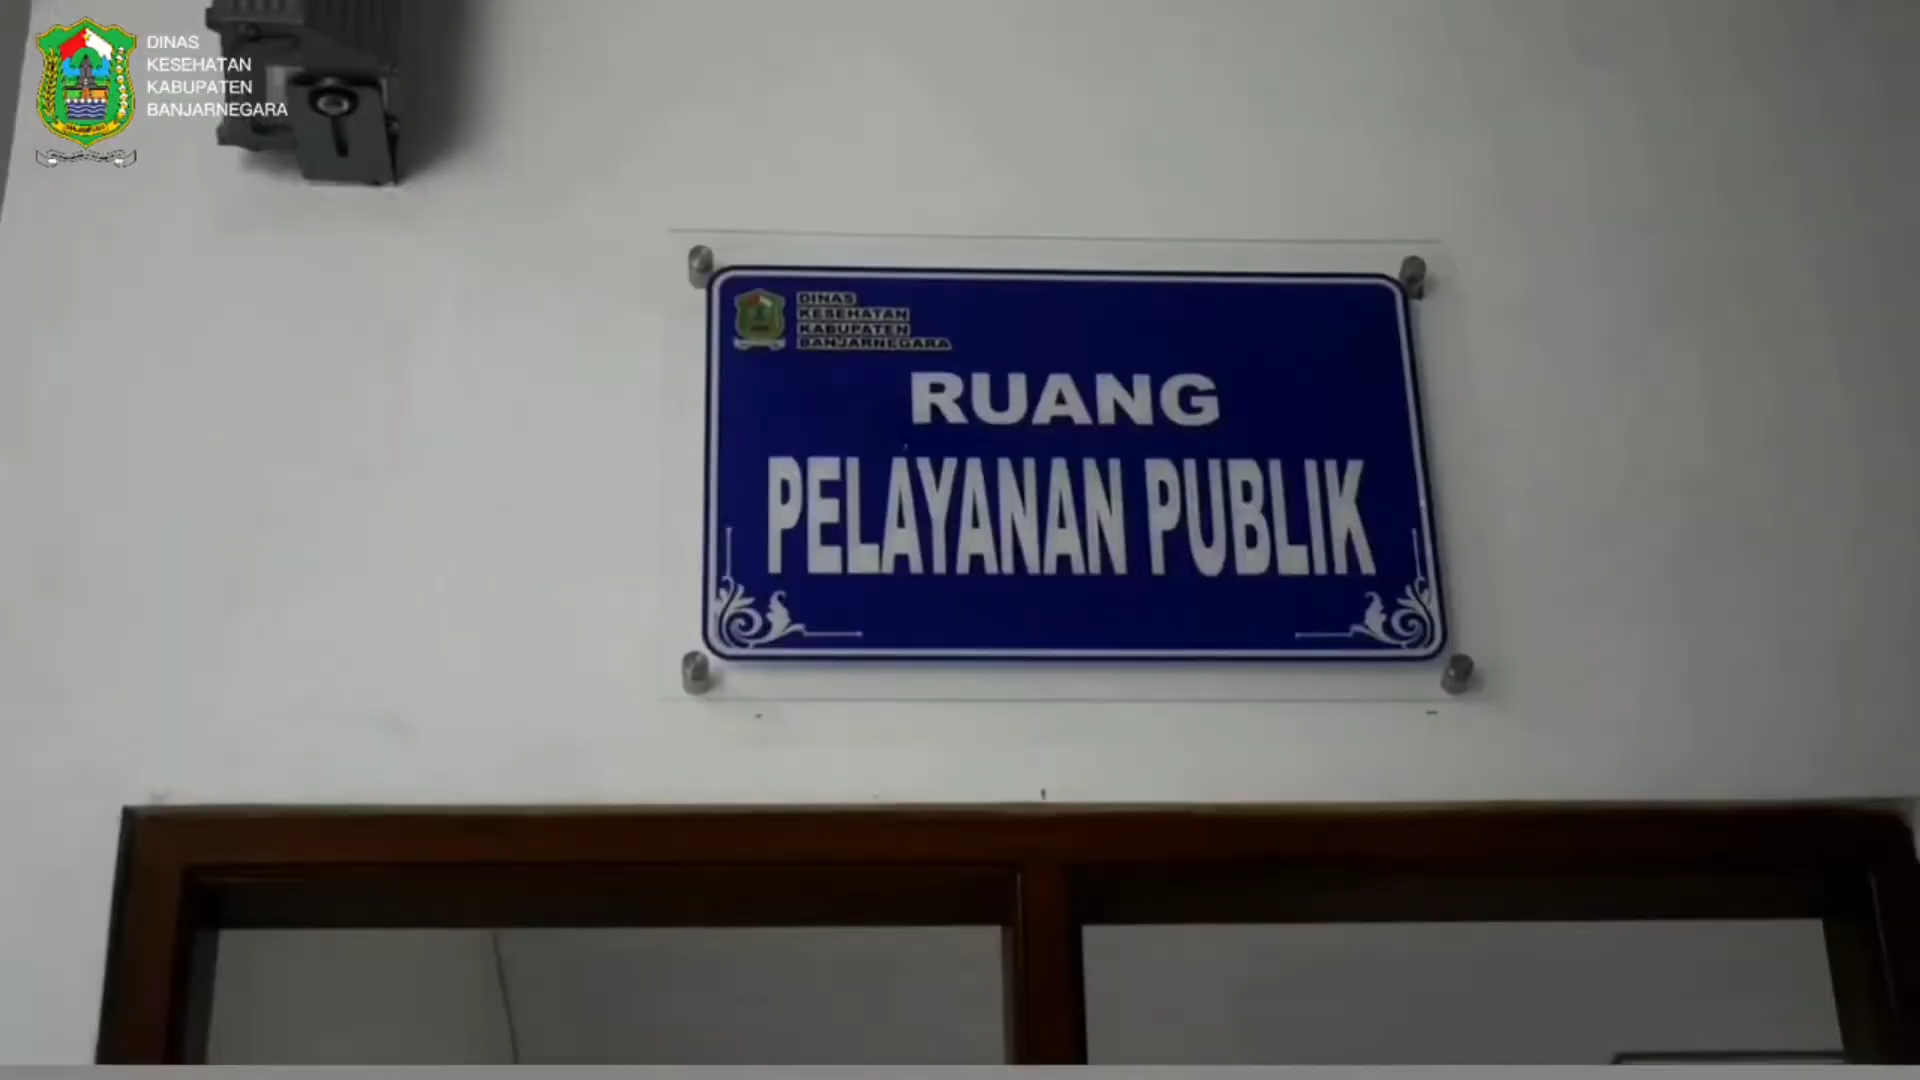 DINAS
KESEHATAN
KABUPATEN
BANJARNEGARA
DINAS
KESEHATAN
KABUPATEN
BANJARNEGARA
RUANG
PELAYANAN PUBLIK